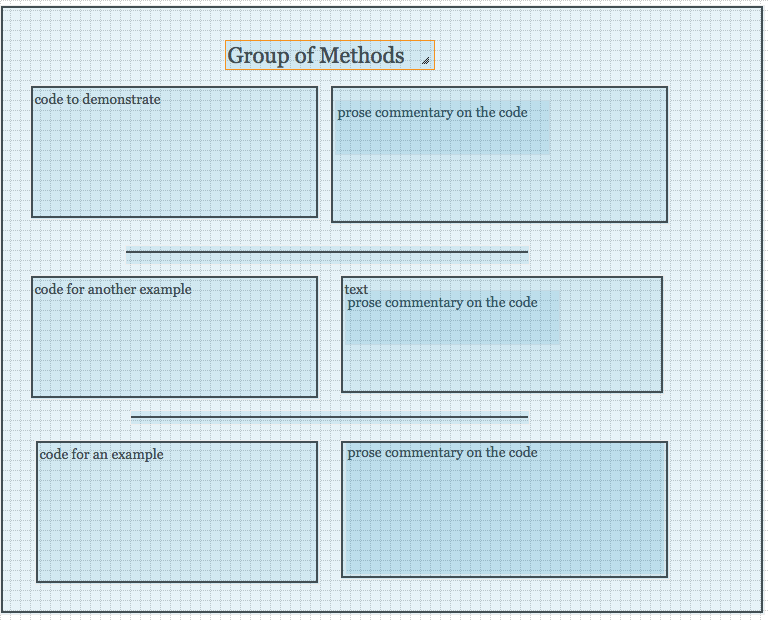 Group of Methods
code to demonstrate
prose commentary on the code
code for another example
text
prose commentary on the code
code for an example
prose commentary on the code